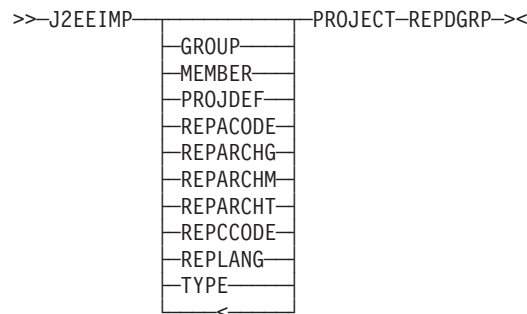 >>─J2EEIMP─┬──────────┬─PROJECT─REPDGRP─><
├─GROUP────┤
├─MEMBER───┤
├─PROJDEF──┤
├─REPACODE─┤
├─REPARCHG─┤
├─REPARCHM─┤
├─REPARCHT─┤
├─REPCCODE─┤
├─REPLANG──┤
├─TYPE─────┤
└─────<────┘